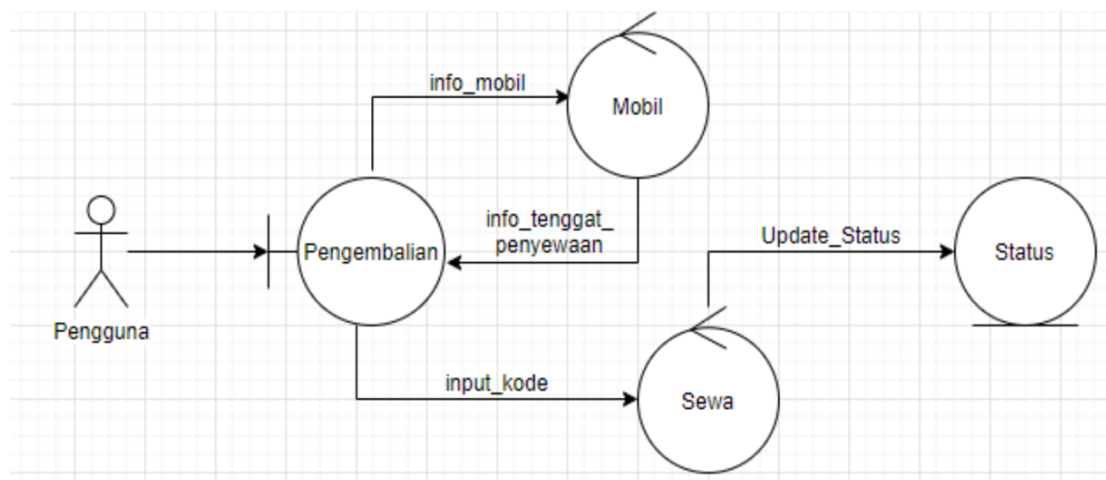 info_mobil
Mobil
info_tenggat_
penyewaan
Update_Status
Pengembalian
Status
Pengguna
input_kode
Sewa